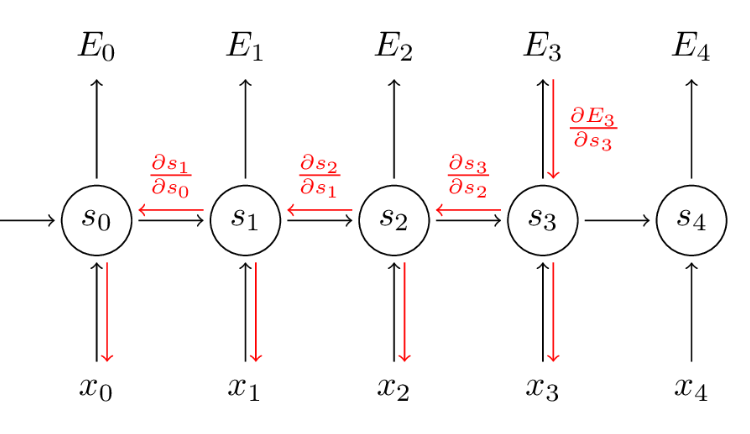 E₀ E₁ E₂ E₃ E₄
∂s₁/∂s₀ ∂s₂/∂s₁ ∂s₃/∂s₂ ∂E₃/∂s₃
s₀ s₁ s₂ s₃ s₄
x₀ x₁ x₂ x₃ x₄